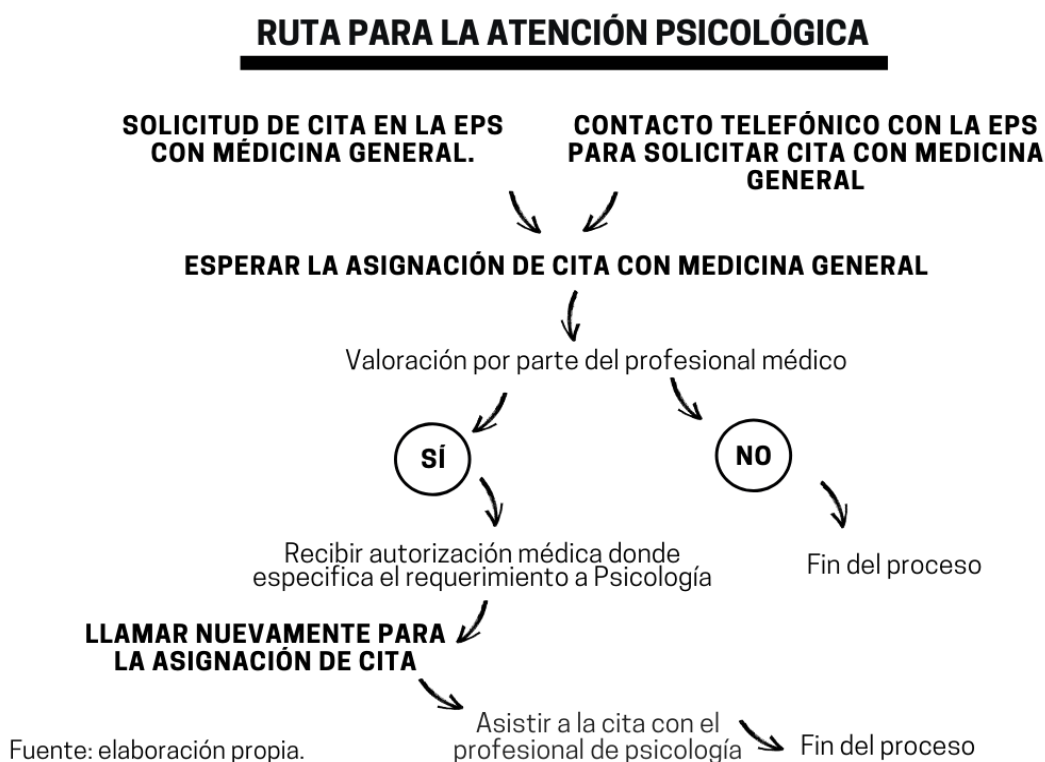 RUTA PARA LA ATENCIÓN PSICOLÓGICA
SOLICITUD DE CITA EN LA EPS
CON MÉDICINA GENERAL.
CONTACTO TELEFÓNICO CON LA EPS
PARA SOLICITAR CITA CON MEDICINA
GENERAL
ESPERAR LA ASIGNACIÓN DE CITA CON MEDICINA GENERAL
Valoración por parte del profesional médico
SÍ
NO
Recibir autorización médica donde
especifica el requerimiento a Psicología
Fin del proceso
LLAMAR NUEVAMENTE PARA
LA ASIGNACIÓN DE CITA
Asistir a la cita con el
profesional de psicología
Fin del proceso
Fuente: elaboración propia.